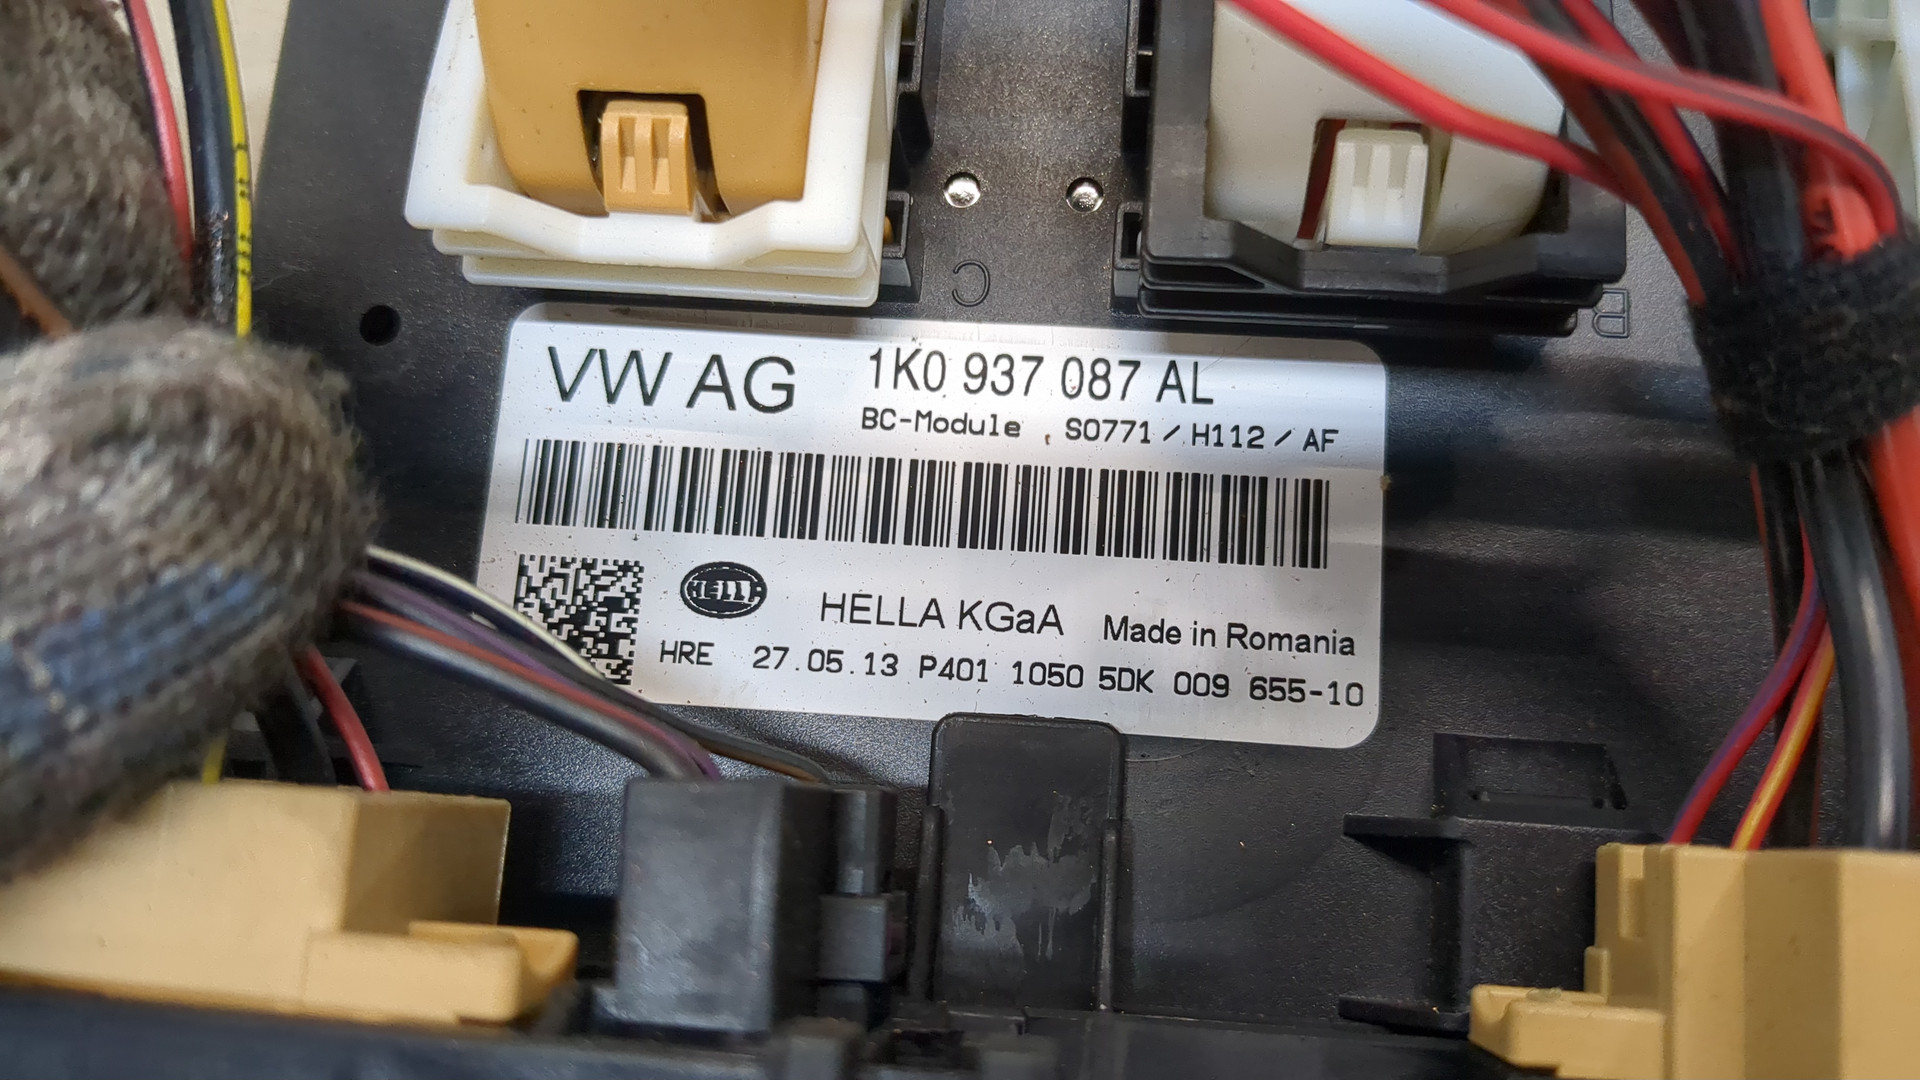 C
B
VW AG
1K0 937 087 AL
BC-Module S0771 / H112 / AF
HELLA
HELLA KGaA Made in Romania
HRE 27.05.13 P401 1050 5DK 009 655-10